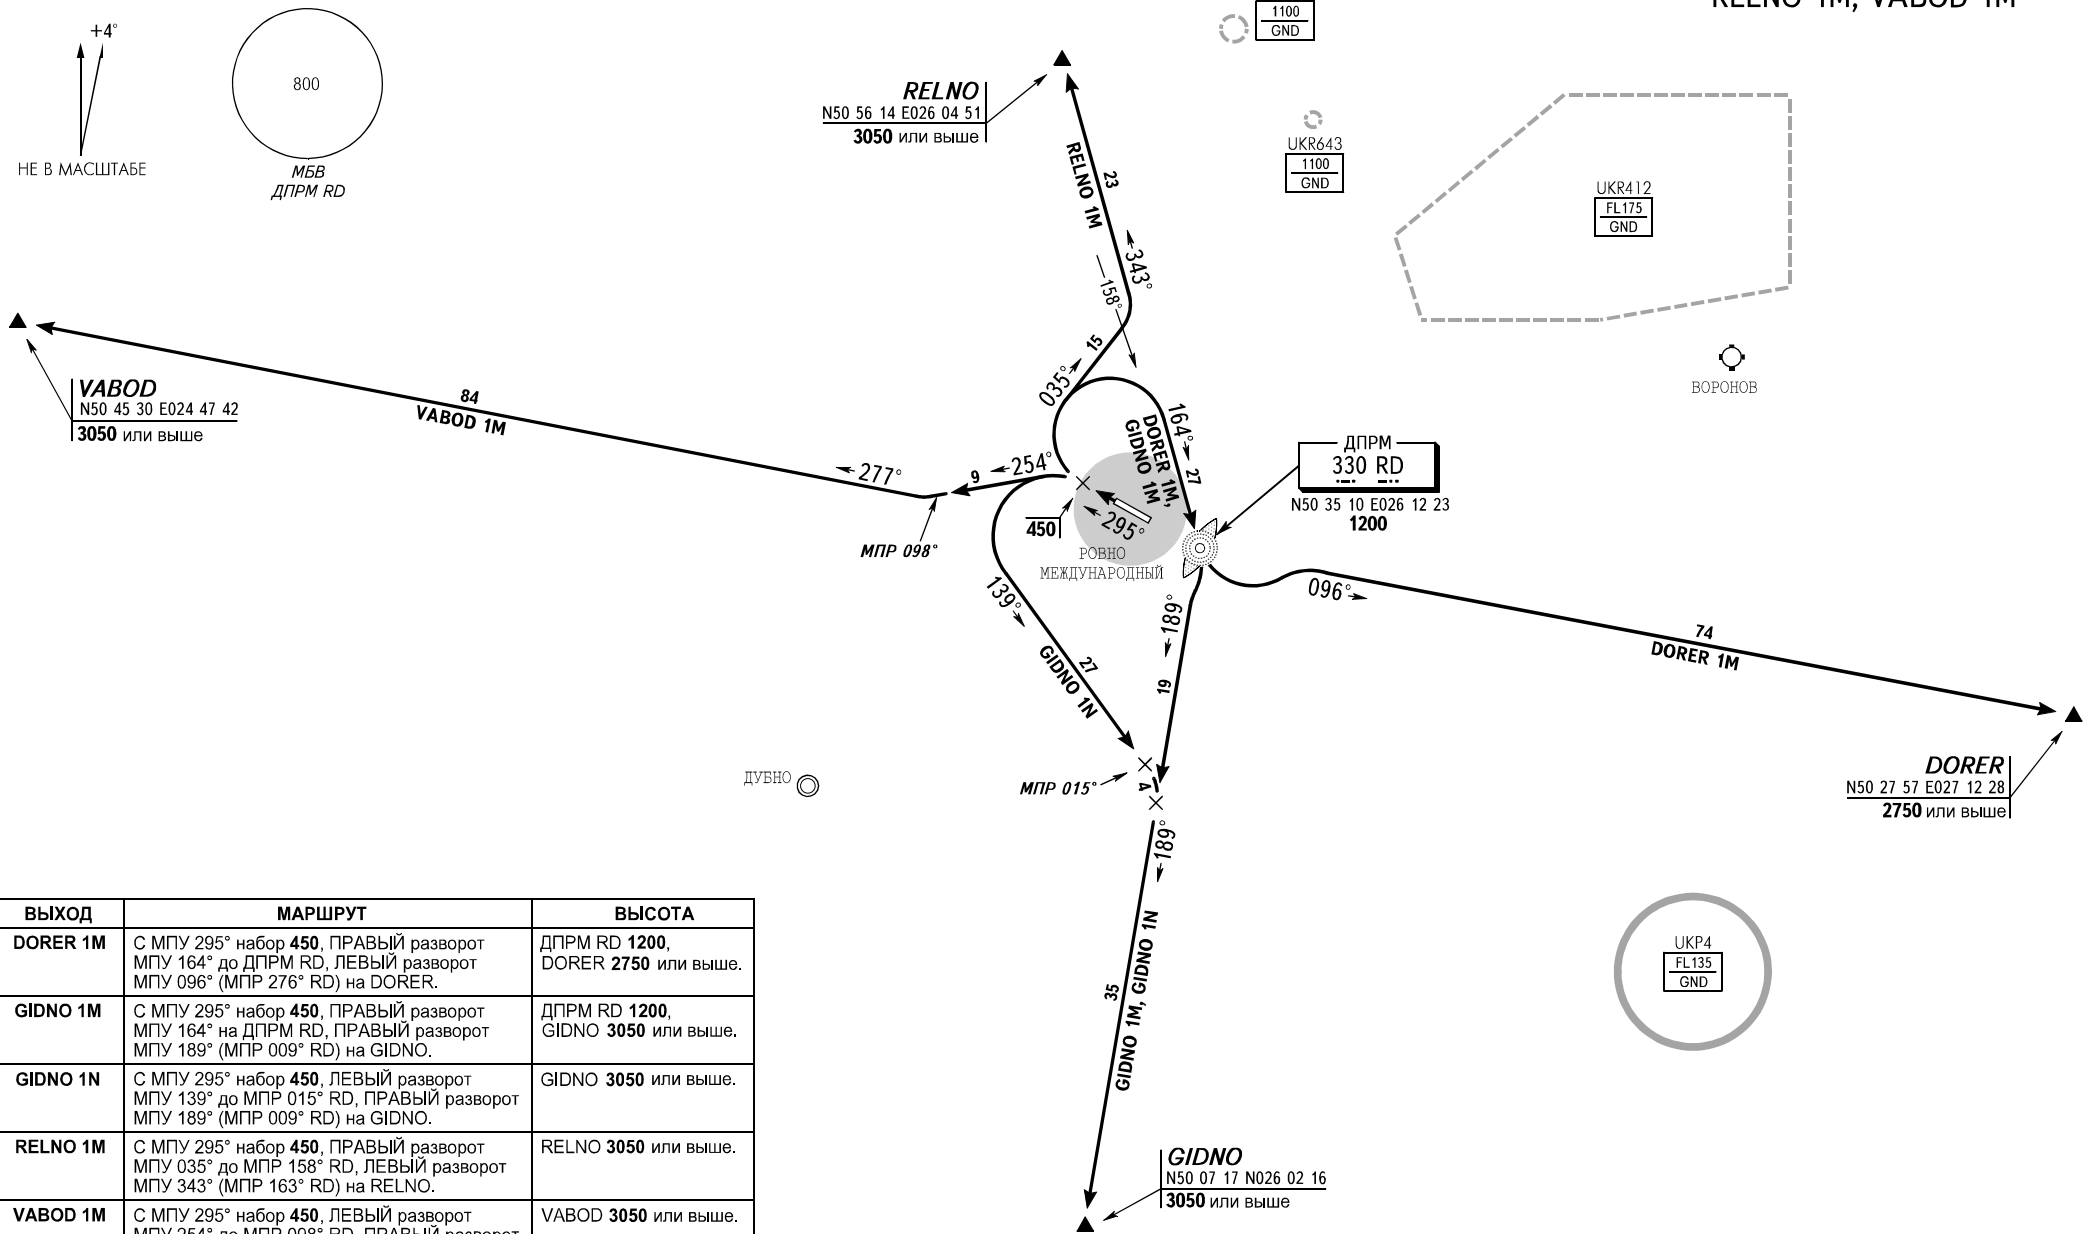 RELNO 1M, VABOD 1M
+4°
НЕ В МАСШТАБЕ
800
МБВ
ДПРМ RD
1100
GND
RELNO
N50 56 14 E026 04 51
3050 или выше
UKR643
1100
GND
UKR412
FL175
GND
23
RELNO 1M
343°
158°
15
035°
VABOD
N50 45 30 E024 47 42
3050 или выше
84
VABOD 1M
277°
9
254°
МПР 098°
ВОРОНОВ
164°
DORER 1M,
GIDNO 1M
27
ДПРМ
330 RD
N50 35 10 E026 12 23
1200
450
295°
РОВНО
МЕЖДУНАРОДНЫЙ
139°
27
GIDNO 1N
189°
19
096°
74
DORER 1M
DORER
N50 27 57 E027 12 28
2750 или выше
ДУБНО
МПР 015°
4
189°
35
GIDNO 1M, GIDNO 1N
UKP4
FL135
GND
GIDNO
N50 07 17 N026 02 16
3050 или выше
ВЫХОД МАРШРУТ ВЫСОТА
DORER 1M С МПУ 295° набор 450, ПРАВЫЙ разворот ДПРМ RD 1200,
МПУ 164° до ДПРМ RD, ЛЕВЫЙ разворот DORER 2750 или выше.
МПУ 096° (МПР 276° RD) на DORER.
GIDNO 1M С МПУ 295° набор 450, ПРАВЫЙ разворот ДПРМ RD 1200,
МПУ 164° на ДПРМ RD, ПРАВЫЙ разворот GIDNO 3050 или выше.
МПУ 189° (МПР 009° RD) на GIDNO.
GIDNO 1N С МПУ 295° набор 450, ЛЕВЫЙ разворот GIDNO 3050 или выше.
МПУ 139° до МПР 015° RD, ПРАВЫЙ разворот
МПУ 189° (МПР 009° RD) на GIDNO.
RELNO 1M С МПУ 295° набор 450, ПРАВЫЙ разворот RELNO 3050 или выше.
МПУ 035° до МПР 158° RD, ЛЕВЫЙ разворот
МПУ 343° (МПР 163° RD) на RELNO.
VABOD 1M С МПУ 295° набор 450, ЛЕВЫЙ разворот VABOD 3050 или выше.
МПУ 254° до МПР 098° RD, ПРАВЫЙ разворот